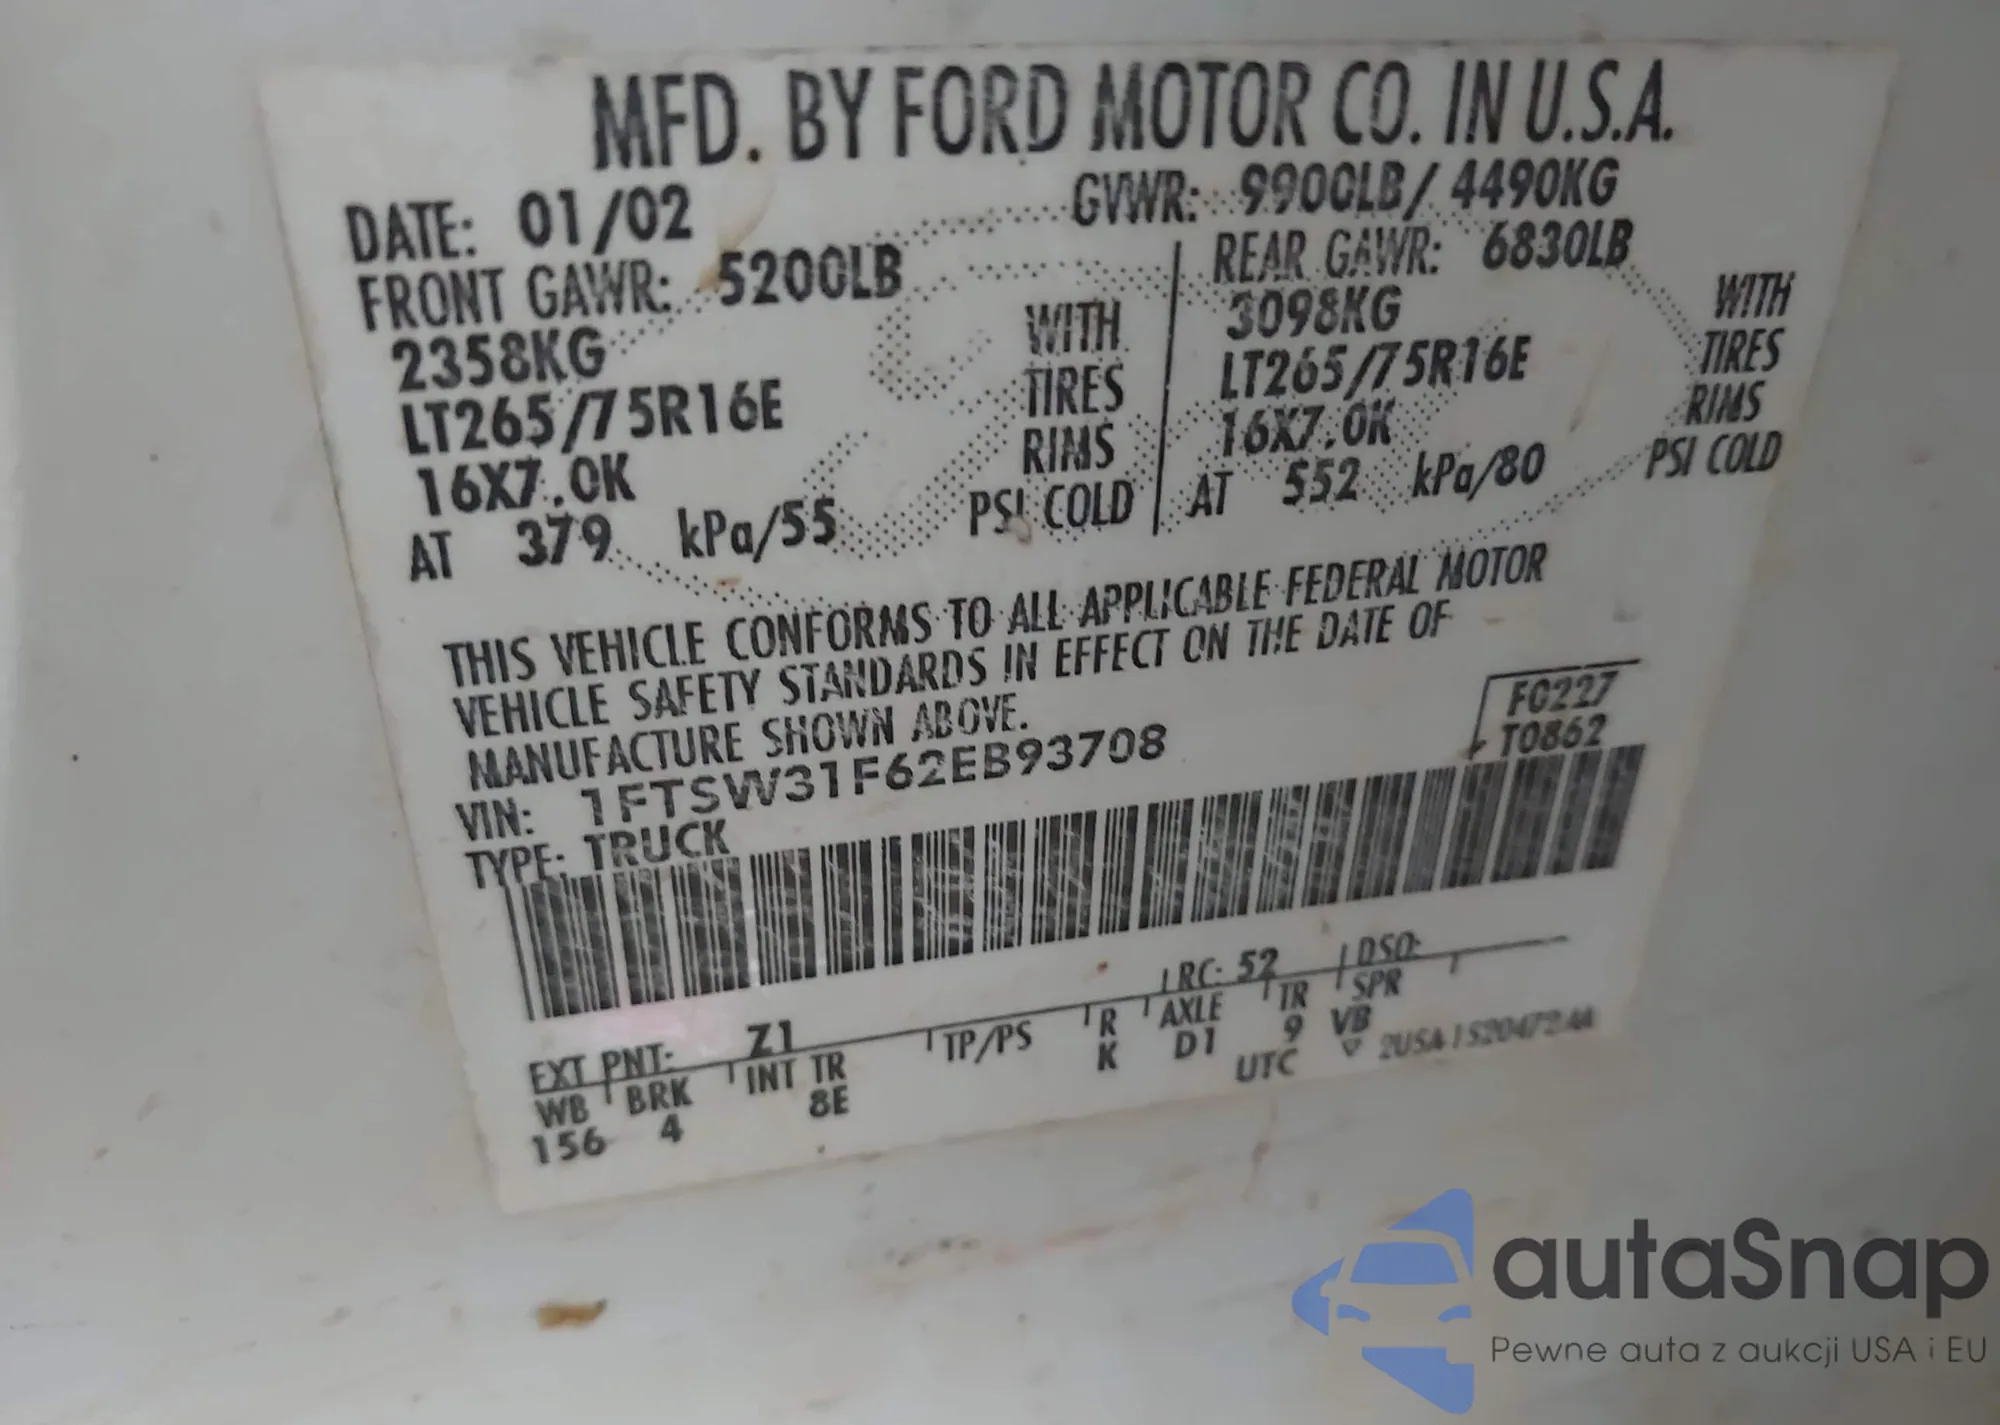 MFD. BY FORD MOTOR CO. IN U.S.A.
DATE: 01/02 GVWR: 9900LB/ 4490KG
FRONT GAWR: 5200LB REAR GAWR: 6830LB
2358KG WITH 3098KG WITH
LT265/75R16E TIRES LT265/75R16E TIRES
16X7.0K RIMS 16X7.0K RIMS
AT 379 kPa/55 PSI COLD AT 552 kPa/80 PSI COLD
THIS VEHICLE CONFORMS TO ALL APPLICABLE FEDERAL MOTOR
VEHICLE SAFETY STANDARDS IN EFFECT ON THE DATE OF
MANUFACTURE SHOWN ABOVE.
VIN: 1FTSW31F62EB93708 F0227
TYPE: TRUCK T0862
EXT PNT: Z1 RC: 52 DSO:
WB BRK INT TR TP/PS R AXLE TR SPR
156 4 8E K D1 9 VB
UTC
autaSnap
Pewne auta z aukcji USA i EU